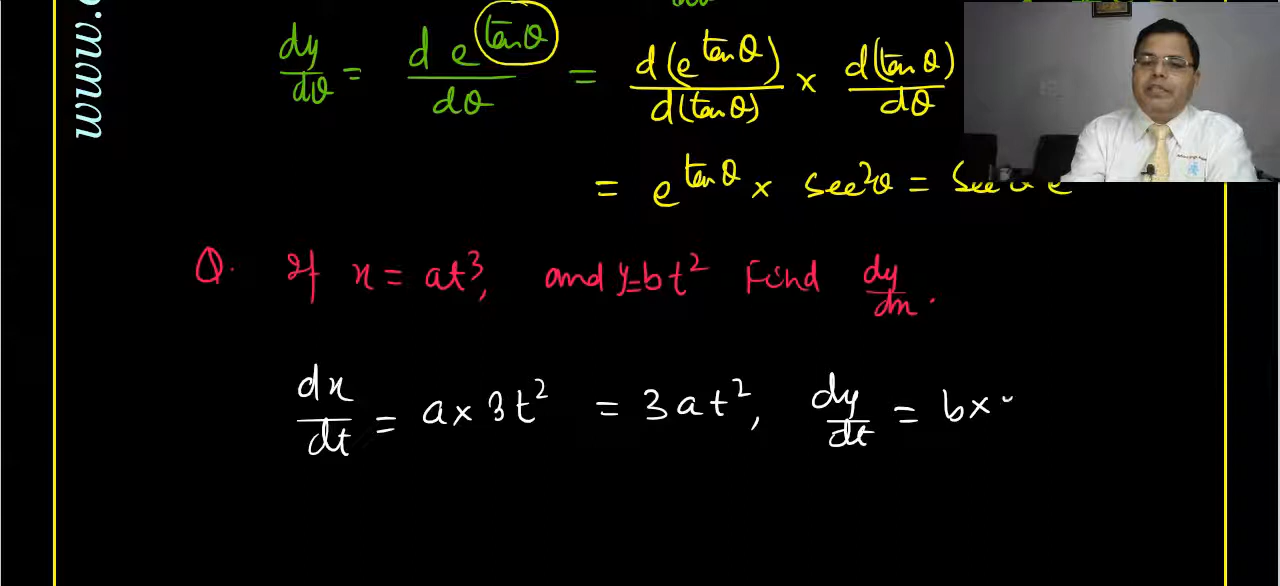 dy/dθ = d e^(tanθ)/dθ = d(e^tanθ)/d(tanθ) × d(tanθ)/dθ
= e^tanθ × sec²θ =
Q. If x = at³, and y=bt² Find dy/dx.
dx/dt = a × 3t² = 3at², dy/dt = b×
www.